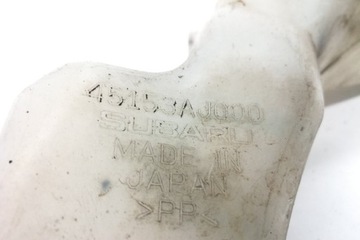 45153AJ000
SUBARU
MADE IN
JAPAN
>PP<